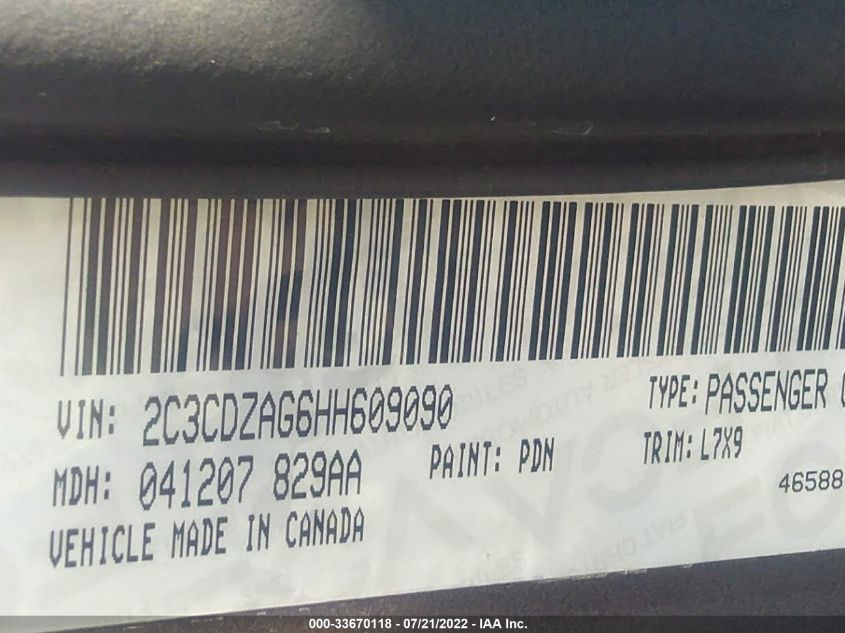 VIN: 2C3CDZAG6HH609090
TYPE: PASSENGER
MDH: 041207 829AA
PAINT: PDN
TRIM: L7X9
46588
VEHICLE MADE IN CANADA
000-33670118 - 07/21/2022 - IAA Inc.